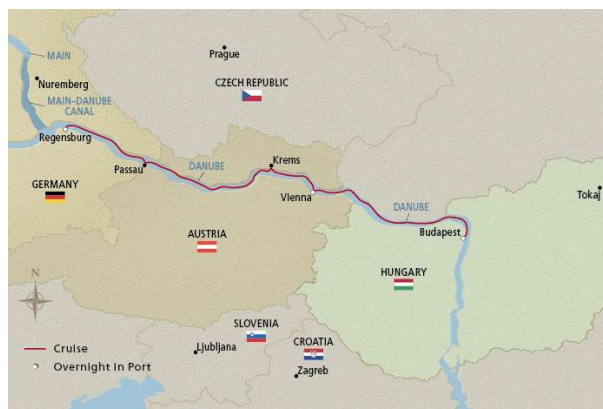 MAIN
Prague
Nuremberg
CZECH REPUBLIC
MAIN-DANUBE
CANAL
Regensburg
Passau
DANUBE
Krems
GERMANY
Vienna
Tokaj
DANUBE
AUSTRIA
Budapest
HUNGARY
N
SLOVENIA
CROATIA
Ljubljana
Zagreb
Cruise
Overnight in Port